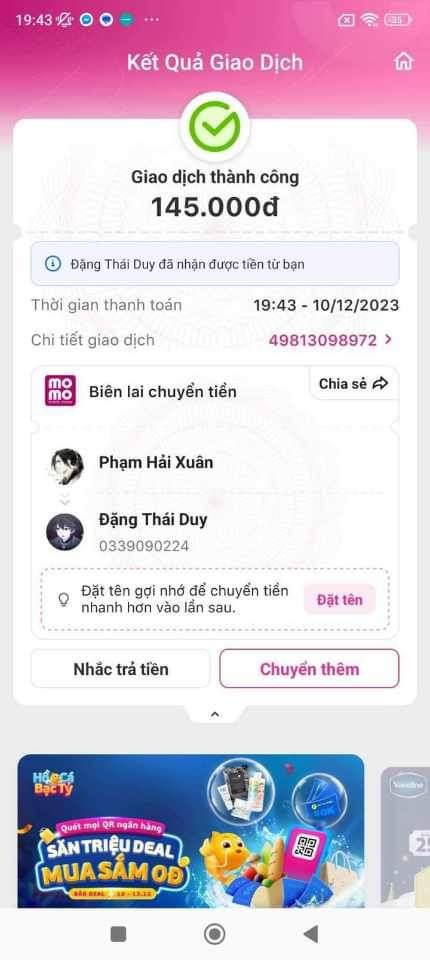 19:43
35
Kết Quả Giao Dịch
Giao dịch thành công
145.000đ
Đặng Thái Duy đã nhận được tiền từ bạn
Thời gian thanh toán 19:43 - 10/12/2023
Chi tiết giao dịch 49813098972
Chia sẻ
mo
mo
Biên lai chuyển tiền
Phạm Hải Xuân
Đặng Thái Duy
0339090224
Đặt tên gợi nhớ để chuyển tiền
nhanh hơn vào lần sau.
Đặt tên
Nhắc trả tiền
Chuyển thêm
Hồ Cá
Bạc Tỷ
Quét mọi QR ngân hàng
SĂN TRIỆU DEAL
MUA SẮM 0Đ
50K
Vaseline